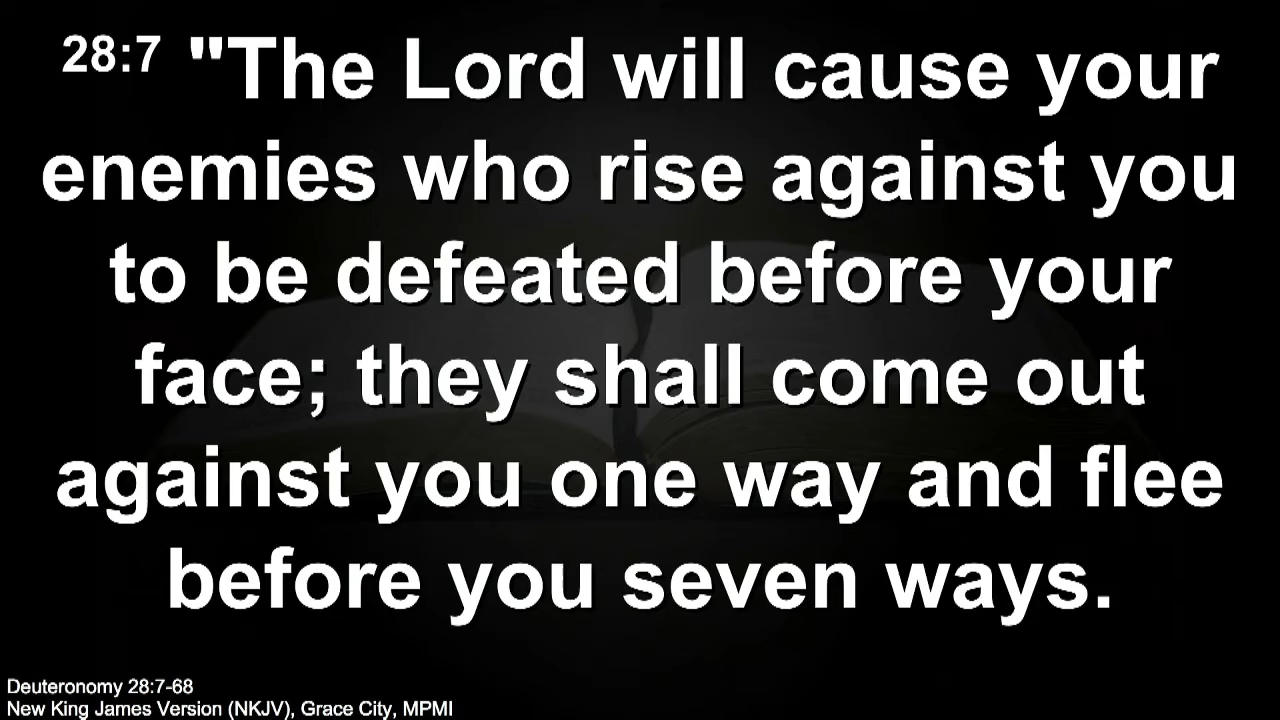 28:7 "The Lord will cause your
enemies who rise against you
to be defeated before your
face; they shall come out
against you one way and flee
before you seven ways.
Deuteronomy 28:7-68
New King James Version (NKJV), Grace City, MPMI